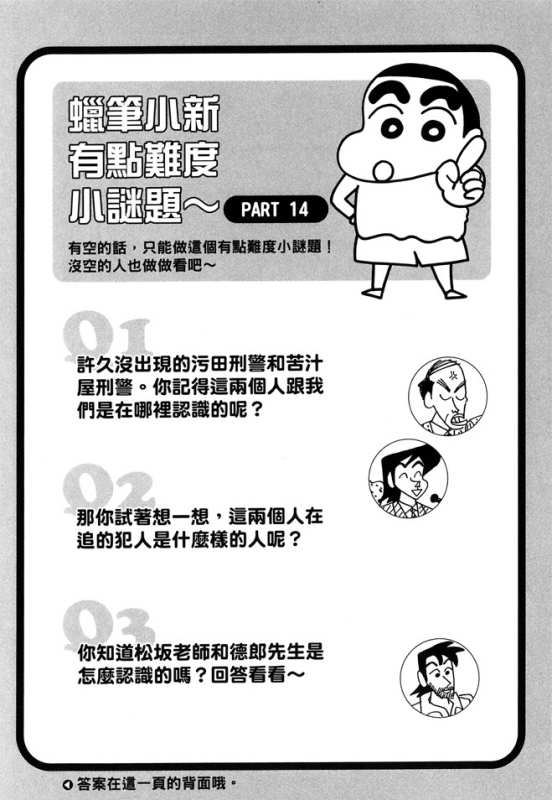 蠟筆小新
有點難度
小謎題～
PART 14
有空的話，只能做這個有點難度小謎題！
沒空的人也做做看吧～
01
許久沒出現的污田刑警和苦汁
屋刑警。你記得這兩個人跟我
們是在哪裡認識的呢？
02
那你試著想一想，這兩個人在
追的犯人是什麼樣的人呢？
03
你知道松坂老師和德郎先生是
怎麼認識的嗎？回答看看～
答案在這一頁的背面哦。